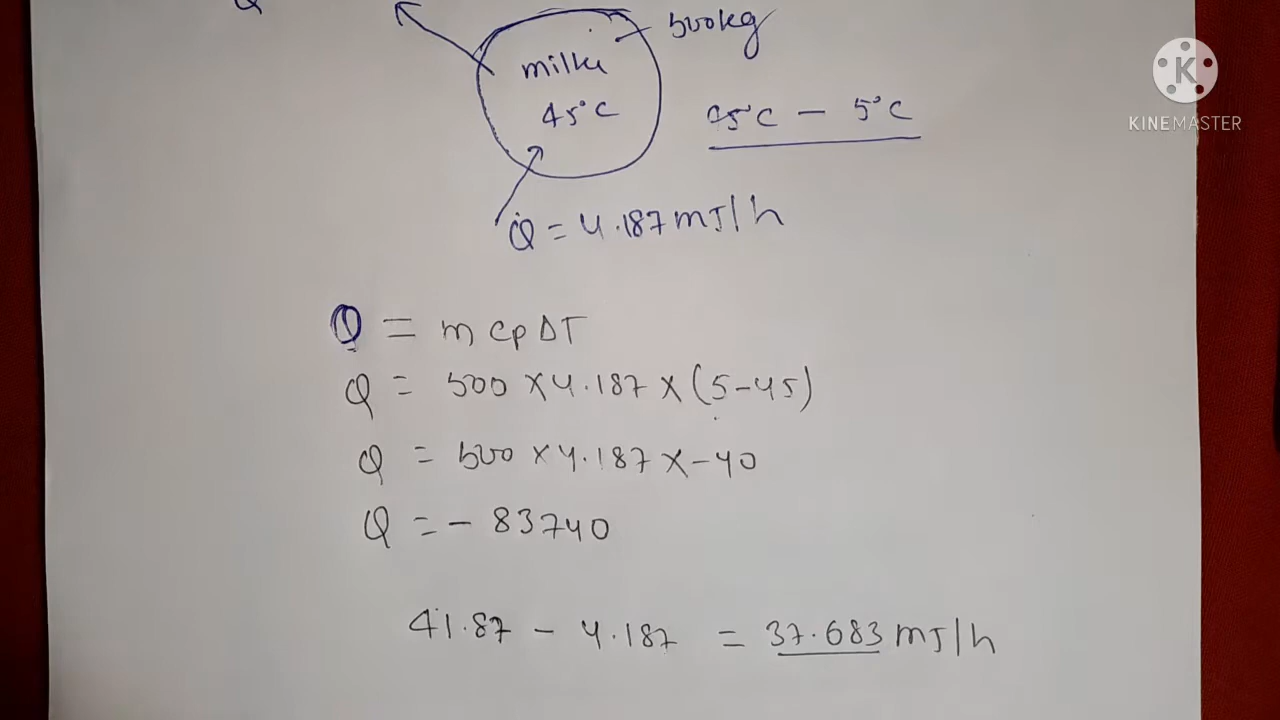 Q
500kg
milk
45°C
45°C - 5°C
KINEMASTER
Q̇ = 4.187 mJ/h
Q = m cp ΔT
Q = 500 x 4.187 x (5-45)
Q = 500 x 4.187 x -40
Q = - 83740
41.87 - 4.187 = 37.683 mJ/h